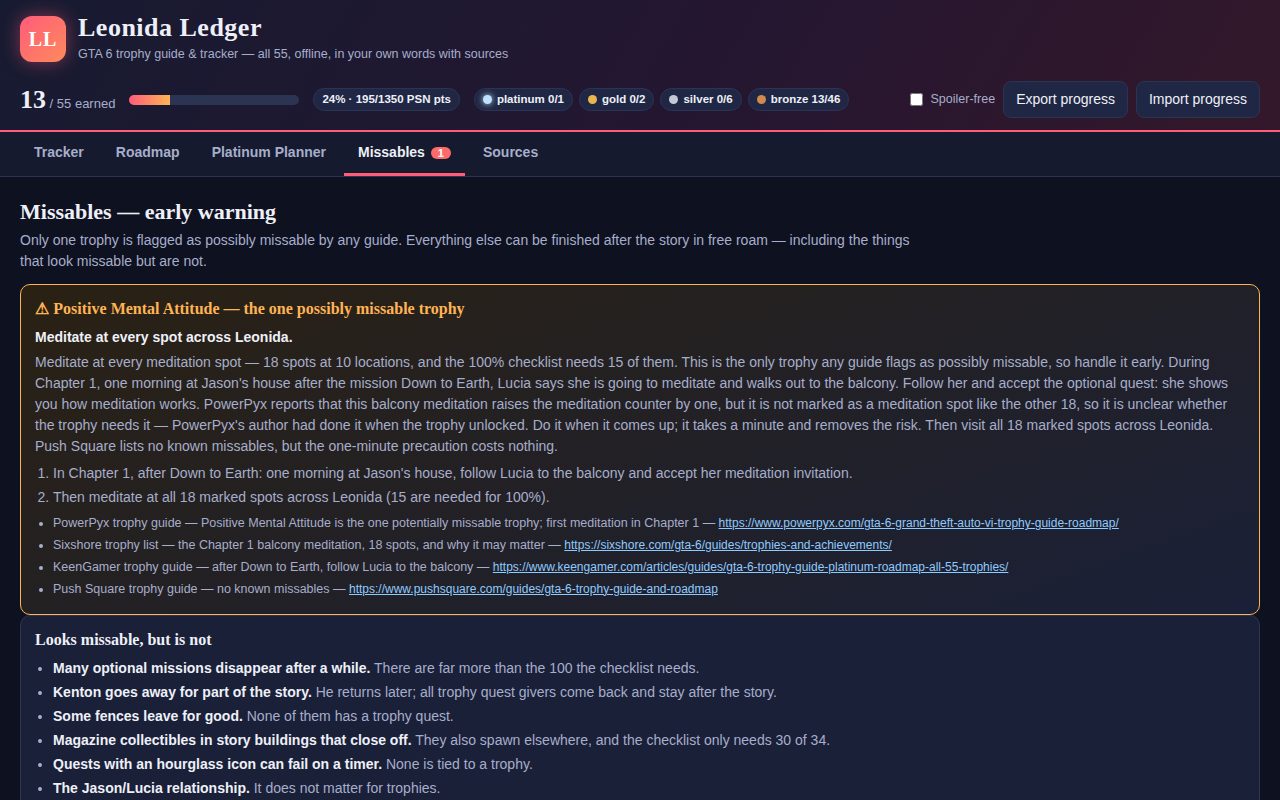 LL
Leonida Ledger
GTA 6 trophy guide & tracker — all 55, offline, in your own words with sources
13 / 55 earned
24% · 195/1350 PSN pts
platinum 0/1
gold 0/2
silver 0/6
bronze 13/46
Spoiler-free
Export progress
Import progress
Tracker
Roadmap
Platinum Planner
Missables 1
Sources
Missables — early warning
Only one trophy is flagged as possibly missable by any guide. Everything else can be finished after the story in free roam — including the things
that look missable but are not.
⚠ Positive Mental Attitude — the one possibly missable trophy
Meditate at every spot across Leonida.
Meditate at every meditation spot — 18 spots at 10 locations, and the 100% checklist needs 15 of them. This is the only trophy any guide flags as possibly missable, so handle it early. During
Chapter 1, one morning at Jason's house after the mission Down to Earth, Lucia says she is going to meditate and walks out to the balcony. Follow her and accept the optional quest: she shows
you how meditation works. PowerPyx reports that this balcony meditation raises the meditation counter by one, but it is not marked as a meditation spot like the other 18, so it is unclear whether
the trophy needs it — PowerPyx's author had done it when the trophy unlocked. Do it when it comes up; it takes a minute and removes the risk. Then visit all 18 marked spots across Leonida.
Push Square lists no known missables, but the one-minute precaution costs nothing.
1. In Chapter 1, after Down to Earth: one morning at Jason's house, follow Lucia to the balcony and accept her meditation invitation.
2. Then meditate at all 18 marked spots across Leonida (15 are needed for 100%).
• PowerPyx trophy guide — Positive Mental Attitude is the one potentially missable trophy; first meditation in Chapter 1 — https://www.powerpyx.com/gta-6-grand-theft-auto-vi-trophy-guide-roadmap/
• Sixshore trophy list — the Chapter 1 balcony meditation, 18 spots, and why it may matter — https://sixshore.com/gta-6/guides/trophies-and-achievements/
• KeenGamer trophy guide — after Down to Earth, follow Lucia to the balcony — https://www.keengamer.com/articles/guides/gta-6-trophy-guide-platinum-roadmap-all-55-trophies/
• Push Square trophy guide — no known missables — https://www.pushsquare.com/guides/gta-6-trophy-guide-and-roadmap
Looks missable, but is not
• Many optional missions disappear after a while. There are far more than the 100 the checklist needs.
• Kenton goes away for part of the story. He returns later; all trophy quest givers come back and stay after the story.
• Some fences leave for good. None of them has a trophy quest.
• Magazine collectibles in story buildings that close off. They also spawn elsewhere, and the checklist only needs 30 of 34.
• Quests with an hourglass icon can fail on a timer. None is tied to a trophy.
• The Jason/Lucia relationship. It does not matter for trophies.